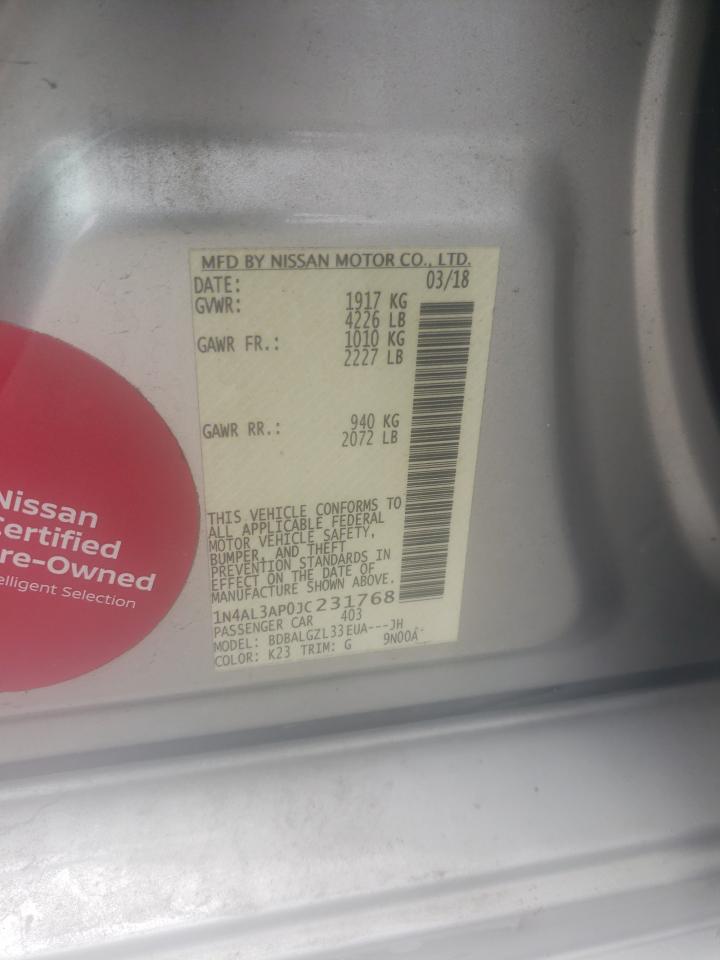 MFD BY NISSAN MOTOR CO., LTD.
DATE: 03/18
GVWR: 1917 KG
4226 LB
GAWR FR.: 1010 KG
2227 LB
GAWR RR.: 940 KG
2072 LB
THIS VEHICLE CONFORMS TO
ALL APPLICABLE FEDERAL
MOTOR VEHICLE SAFETY,
BUMPER, AND THEFT
PREVENTION STANDARDS IN
EFFECT ON THE DATE OF
MANUFACTURE SHOWN ABOVE.
1N4AL3AP0JC231768
PASSENGER CAR 403
MODEL: BDBALGZL33EUA---JH
COLOR: K23 TRIM: G 9N00A
Nissan
Certified
re-Owned
elligent Selection